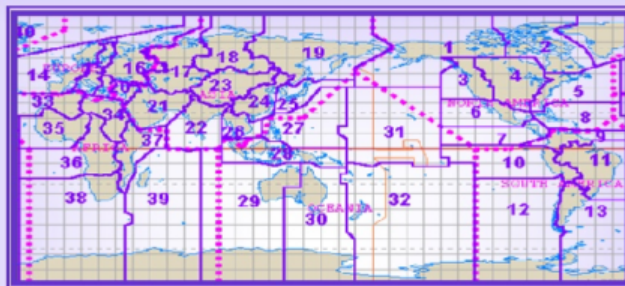 1 2
18 19
14 16 17 3 4
20 23 5
33 21 24 25 NORTH AMERICA
34 6 8
35 37 22 26 27 31 7 9
AFRICA 28
36 10 11
SOUTH AMERICA
38 39 29 32
30 OCEANIA 12 13